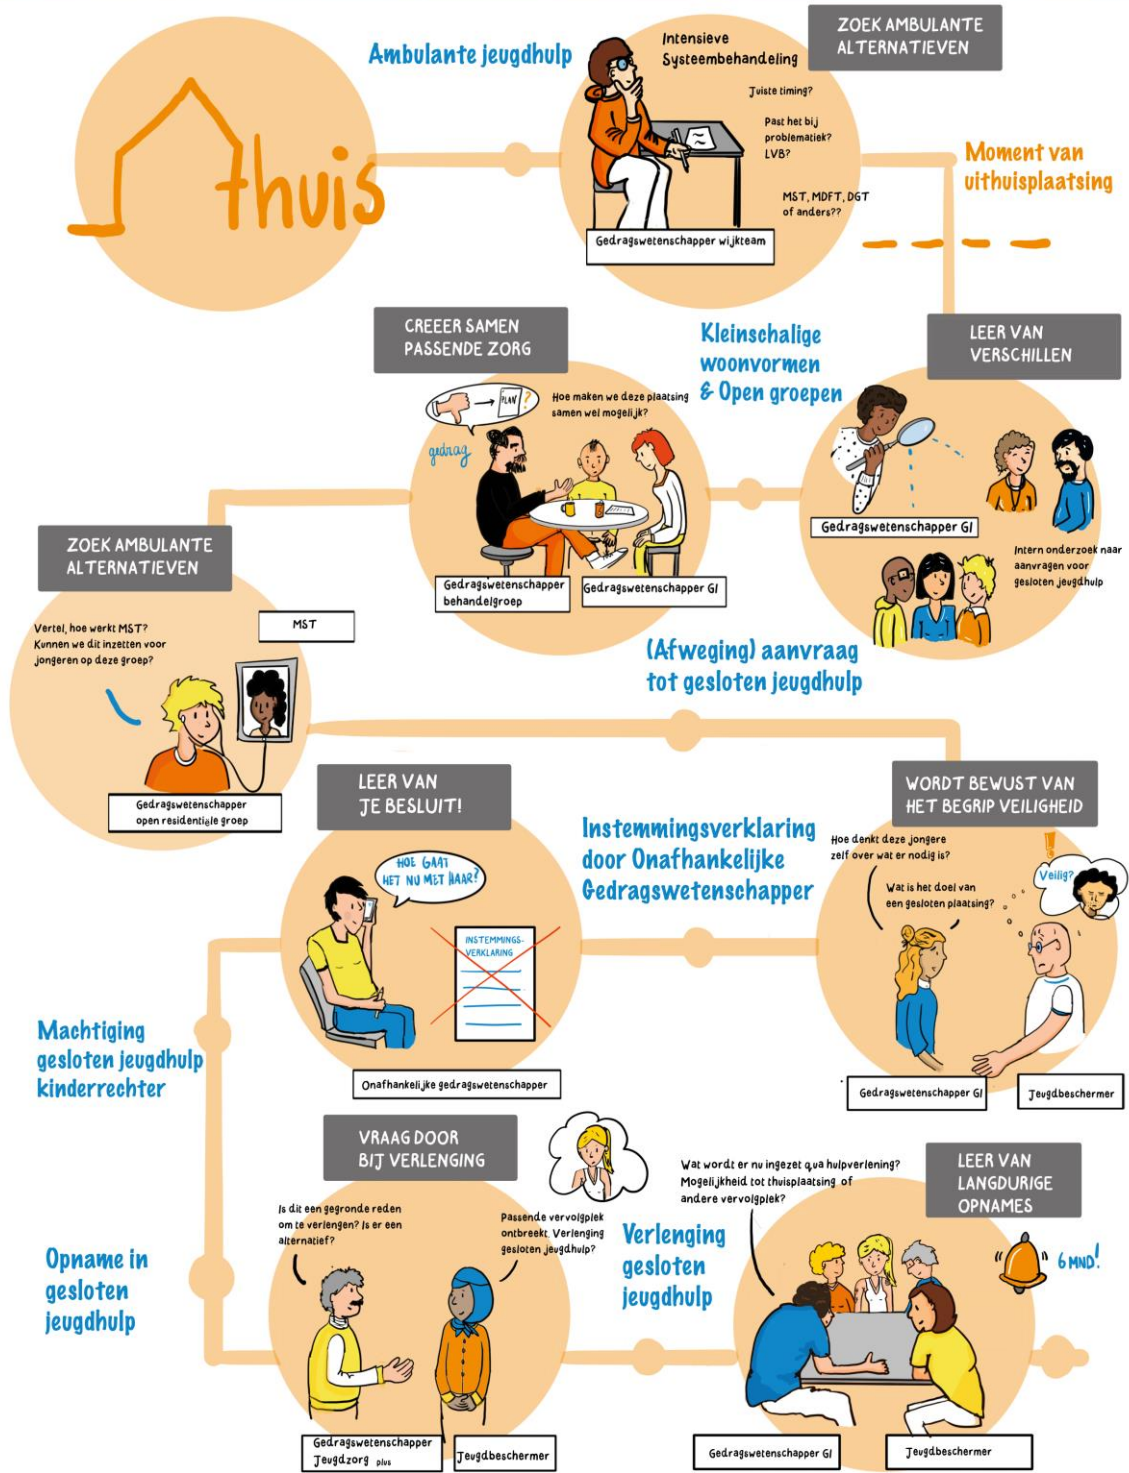 thuis
Ambulante jeugdhulp
Intensieve
Systeembehandeling
Juiste timing?
Past het bij
problematiek?
LVB?
MST, MDFT, DGT
of anders??
Gedragswetenschapper wijkteam
ZOEK AMBULANTE
ALTERNATIEVEN
Moment van
uithuisplaatsing
LEER VAN
VERSCHILLEN
Gedragswetenschapper GI
Intern onderzoek naar
aanvragen voor
gesloten jeugdhulp
Kleinschalige
woonvormen
& Open groepen
CREEER SAMEN
PASSENDE ZORG
PLAN
?
gedrag
Hoe maken we deze plaatsing
samen wel mogelijk?
Gedragswetenschapper
behandelgroep
Gedragswetenschapper GI
ZOEK AMBULANTE
ALTERNATIEVEN
MST
Vertel, hoe werkt MST?
Kunnen we dit inzetten voor
jongeren op deze groep?
Gedragswetenschapper
open residentiele groep
(Afweging) aanvraag
tot gesloten jeugdhulp
WORDT BEWUST VAN
HET BEGRIP VEILIGHEID
Hoe denkt deze jongere
zelf over wat er nodig is?
Wat is het doel van
een gesloten plaatsing?
!
Veilig?
Gedragswetenschapper GI
Jeugdbeschermer
Instemmingsverklaring
door Onafhankelijke
Gedragswetenschapper
LEER VAN
JE BESLUIT!
HOE GAAT
HET NU MET HAAR?
INSTEMMINGS-
VERKLARING
Onafhankelijke gedragswetenschapper
Machtiging
gesloten jeugdhulp
kinderrechter
Opname in
gesloten
jeugdhulp
VRAAG DOOR
BIJ VERLENGING
Is dit een gegronde reden
om te verlengen? Is er een
alternatief?
Passende vervolgplek
ontbreekt. Verlenging
gesloten jeugdhulp?
Gedragswetenschapper
Jeugdzorg plus
Jeugdbeschermer
Verlenging
gesloten
jeugdhulp
Wat wordt er nu ingezet qua hulpverlening?
Mogelijkheid tot thuisplaatsing of
andere vervolgplek?
LEER VAN
LANGDURIGE
OPNAMES
6 MND!
Gedragswetenschapper GI
Jeugdbeschermer